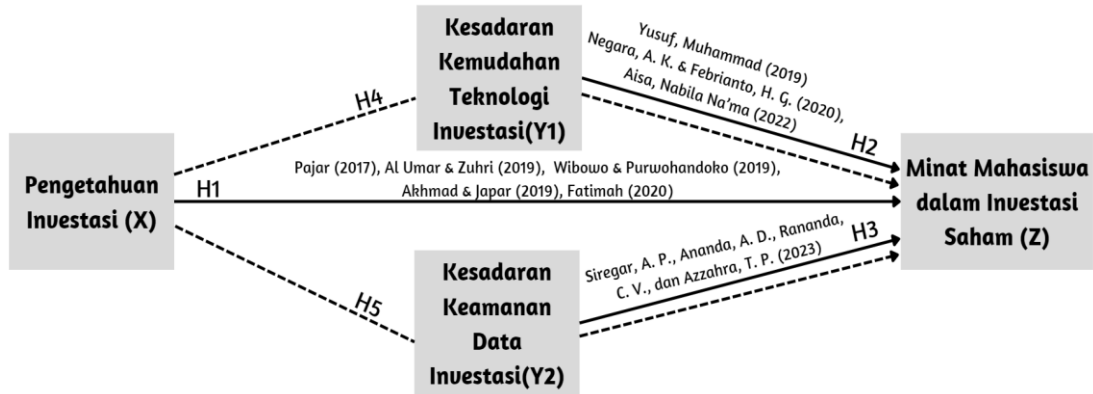 Pengetahuan
Investasi (X)
H4
Kesadaran
Kemudahan
Teknologi
Investasi(Y1)
Yusuf, Muhammad (2019)
Negara, A. K. & Febrianto, H. G. (2020),
Aisa, Nabila Na'ma (2022)
H2
H1
Pajar (2017), Al Umar & Zuhri (2019), Wibowo & Purwohandoko (2019),
Akhmad & Japar (2019), Fatimah (2020)
H5
Kesadaran
Keamanan
Data
Investasi(Y2)
Siregar, A. P., Ananda, A. D., Rananda,
C. V., dan Azzahra, T. P. (2023)
H3
Minat Mahasiswa
dalam Investasi
Saham (Z)